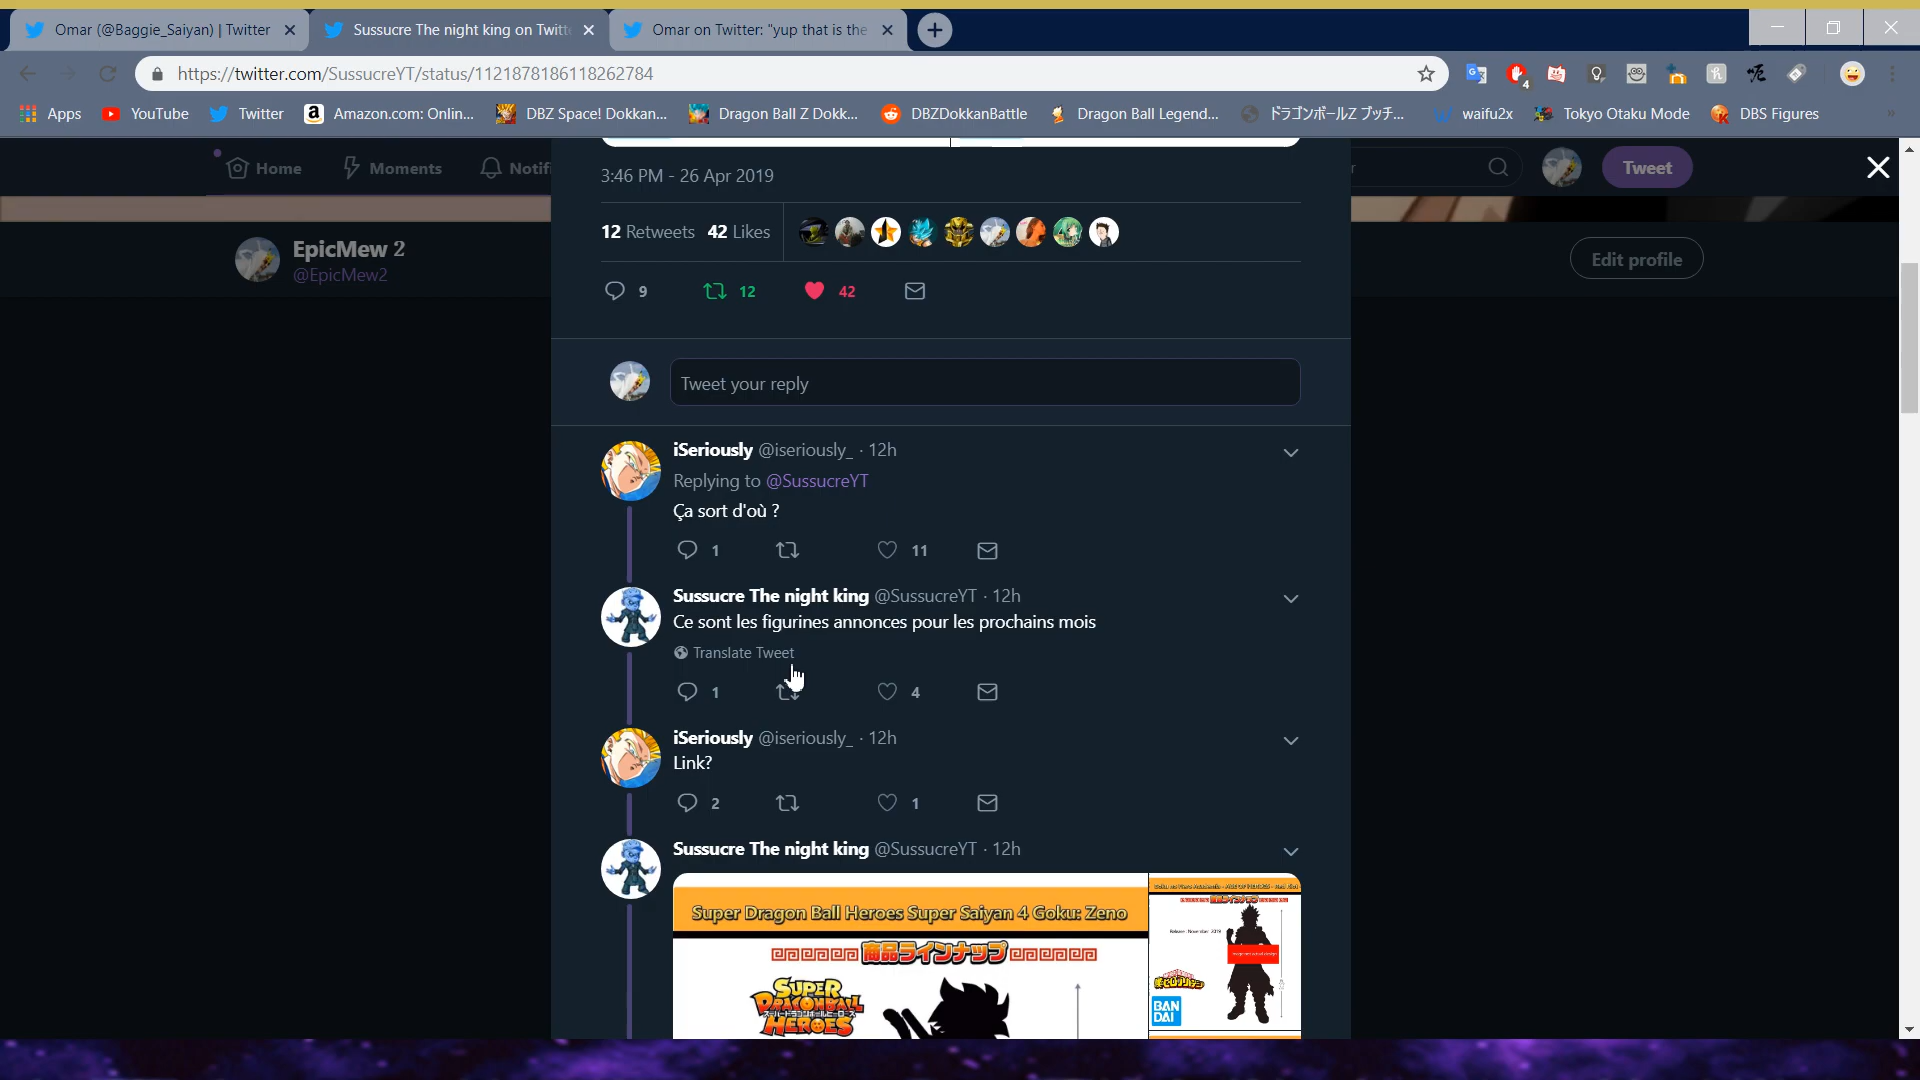 Omar (@Baggie_Saiyan) | Twitter
Sussucre The night king on Twitt
Omar on Twitter: "yup that is the
https://twitter.com/SussucreYT/status/1121878186118262784
4
Apps
YouTube
Twitter
Amazon.com: Onlin...
DBZ Space! Dokkan...
Dragon Ball Z Dokk...
DBZDokkanBattle
Dragon Ball Legend...
ドラゴンボールZ ブッチ...
waifu2x
Tokyo Otaku Mode
DBS Figures
Home
Moments
Notifi
Tweet
3:46 PM - 26 Apr 2019
12 Retweets 42 Likes
EpicMew 2
@EpicMew2
Edit profile
9 12 42
Tweet your reply
iSeriously @iseriously_ · 12h
Replying to @SussucreYT
Ça sort d'où ?
1 11
Sussucre The night king @SussucreYT · 12h
Ce sont les figurines annonces pour les prochains mois
Translate Tweet
1 4
iSeriously @iseriously_ · 12h
Link?
2 1
Sussucre The night king @SussucreYT · 12h
Super Dragon Ball Heroes Super Saiyan 4 Goku: Zeno
商品ラインナップ
SUPER
DRAGONBALL
HEROES
BAN
DAI